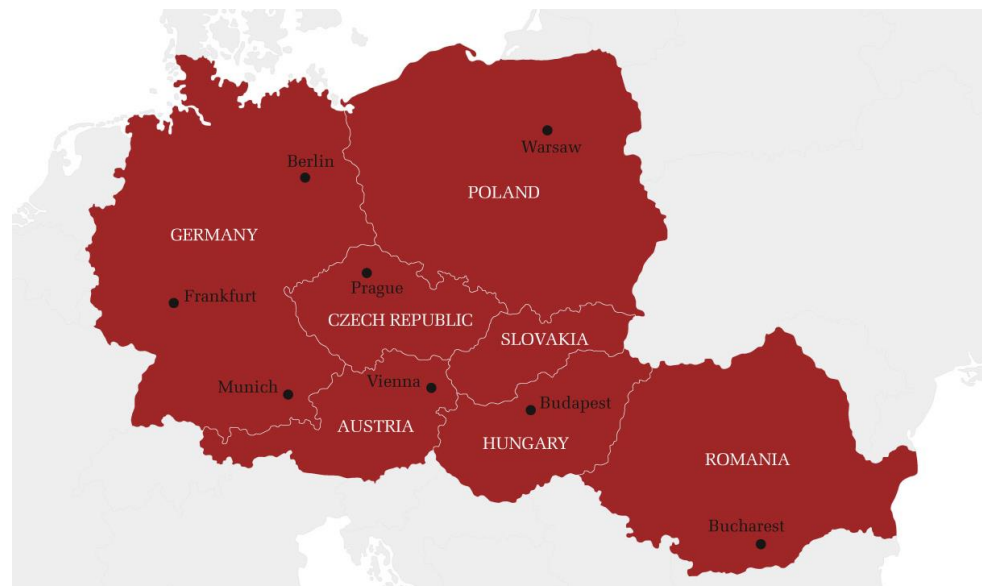 Warsaw
Berlin
POLAND
GERMANY
Prague
Frankfurt
CZECH REPUBLIC
SLOVAKIA
Vienna
Munich
Budapest
AUSTRIA
HUNGARY
ROMANIA
Bucharest